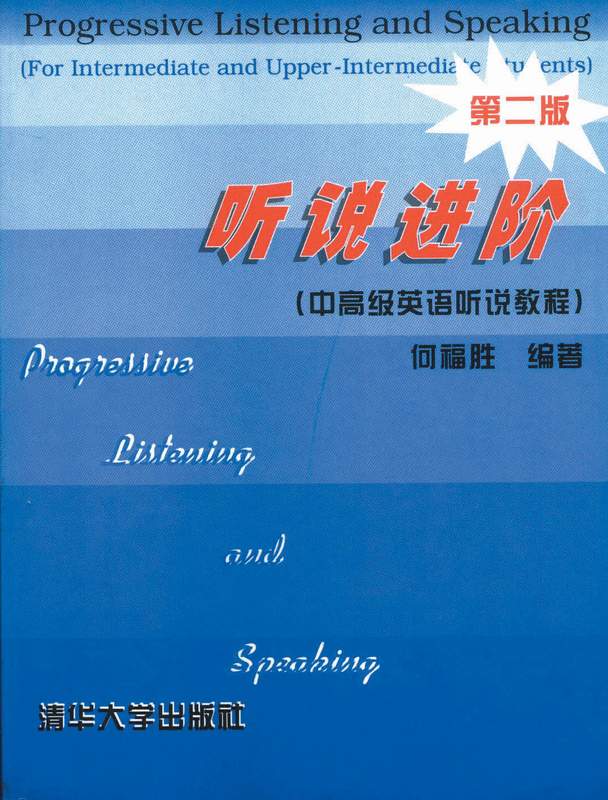 Progressive Listening and Speaking
(For Intermediate and Upper-Intermediate Students)
第二版
听说进阶
(中高级英语听说教程)
何福胜 编著
Progressive
Listening
and
Speaking
清华大学出版社